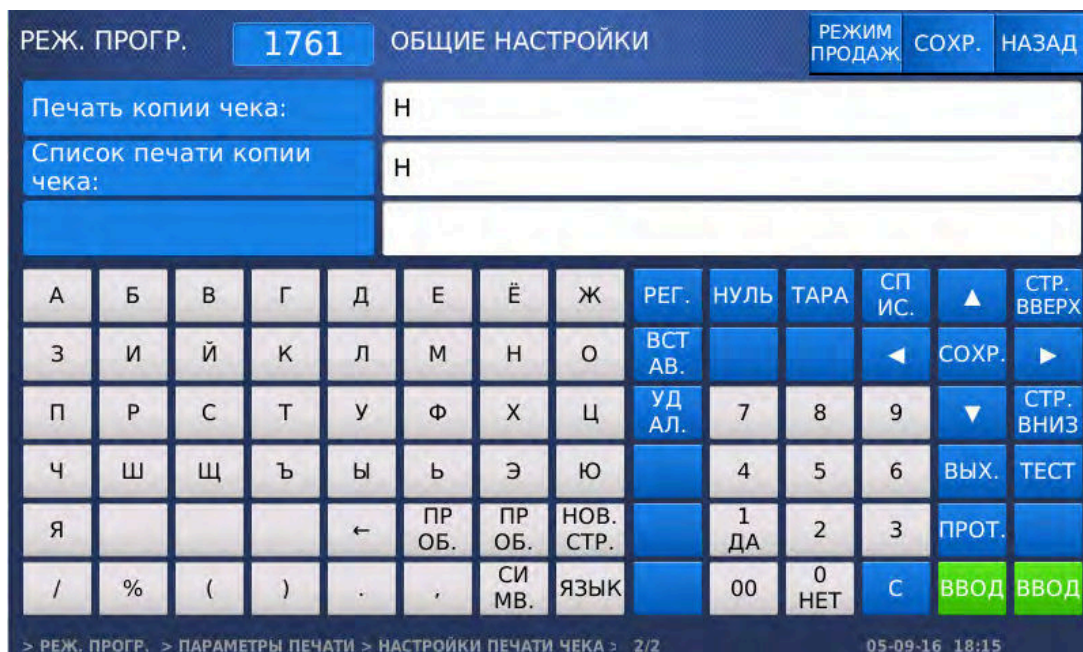 РЕЖ. ПРОГР. 1761 ОБЩИЕ НАСТРОЙКИ РЕЖИМ ПРОДАЖ СОХР. НАЗАД
Печать копии чека: Н
Список печати копии чека: Н
А Б В Г Д Е Ё Ж РЕГ. НУЛЬ ТАРА СП ИС. ▲ СТР. ВВЕРХ
З И Й К Л М Н О ВСТ АВ. ◀ СОХР. ▶
П Р С Т У Ф Х Ц УД АЛ. 7 8 9 ▼ СТР. ВНИЗ
Ч Ш Щ Ъ Ы Ь Э Ю 4 5 6 ВЫХ. ТЕСТ
Я ← ПР ОБ. ПР ОБ. НОВ. СТР. 1 ДА 2 3 ПРОТ.
/ % ( ) . , СИ МВ. ЯЗЫК 00 0 НЕТ С ВВОД ВВОД
> РЕЖ. ПРОГР. > ПАРАМЕТРЫ ПЕЧАТИ > НАСТРОЙКИ ПЕЧАТИ ЧЕКА > 2/2 05-09-16 18:15